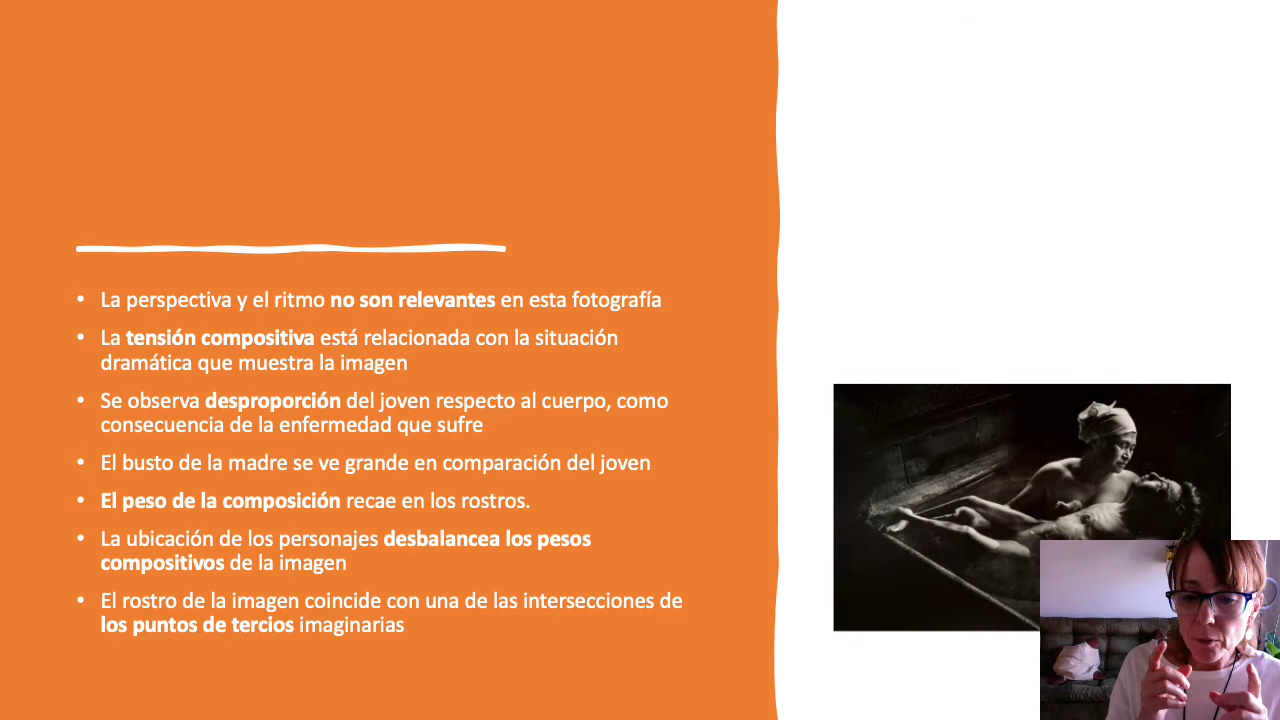 • La perspectiva y el ritmo no son relevantes en esta fotografía
• La tensión compositiva está relacionada con la situación
dramática que muestra la imagen
• Se observa desproporción del joven respecto al cuerpo, como
consecuencia de la enfermedad que sufre
• El busto de la madre se ve grande en comparación del joven
• El peso de la composición recae en los rostros.
• La ubicación de los personajes desbalancea los pesos
compositivos de la imagen
• El rostro de la imagen coincide con una de las intersecciones de
los puntos de tercios imaginarias